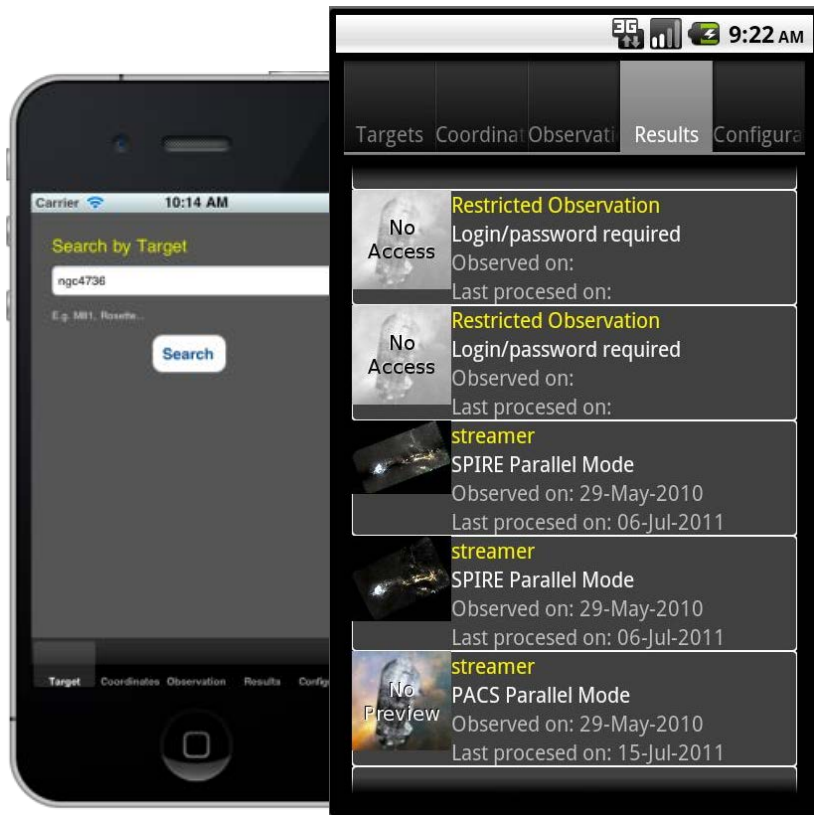 Carrier
10:14 AM
Search by Target
ngc4736
E.g. M81, Rosette...
Search
Target
Coordinates
Observation
Results
Config
3G
9:22 AM
Targets
Coordinat
Observati
Results
Configura
No
Access
Restricted Observation
Login/password required
Observed on:
Last procesed on:
No
Access
Restricted Observation
Login/password required
Observed on:
Last procesed on:
streamer
SPIRE Parallel Mode
Observed on: 29-May-2010
Last procesed on: 06-Jul-2011
streamer
SPIRE Parallel Mode
Observed on: 29-May-2010
Last procesed on: 06-Jul-2011
No
Preview
streamer
PACS Parallel Mode
Observed on: 29-May-2010
Last procesed on: 15-Jul-2011